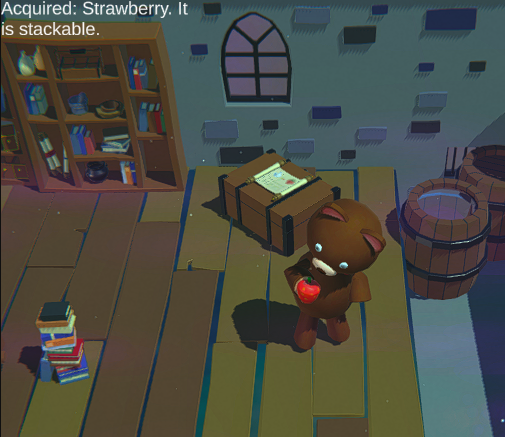 Acquired: Strawberry. It
is stackable.